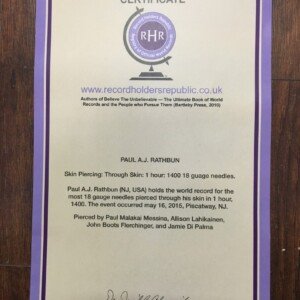 CERTIFICATE
RHR
www.recordholdersrepublic.co.uk
Authors of Believe The Unbelievable — The Ultimate Book of World
Records and the People who Pursue Them (Bartleby Press, 2010)
PAUL A.J. RATHBUN
Skin Piercing: Through Skin: 1 hour: 1400 18 guage needles.
Paul A.J. Rathbun (NJ, USA) holds the world record for the
most 18 guage needles pierced through his skin in 1 hour,
1400. The event occurred may 16, 2015, Piscatway, NJ.
Pierced by Paul Malakai Messina, Allison Lahikainen,
John Boots Flerchinger, and Jamie Di Palma